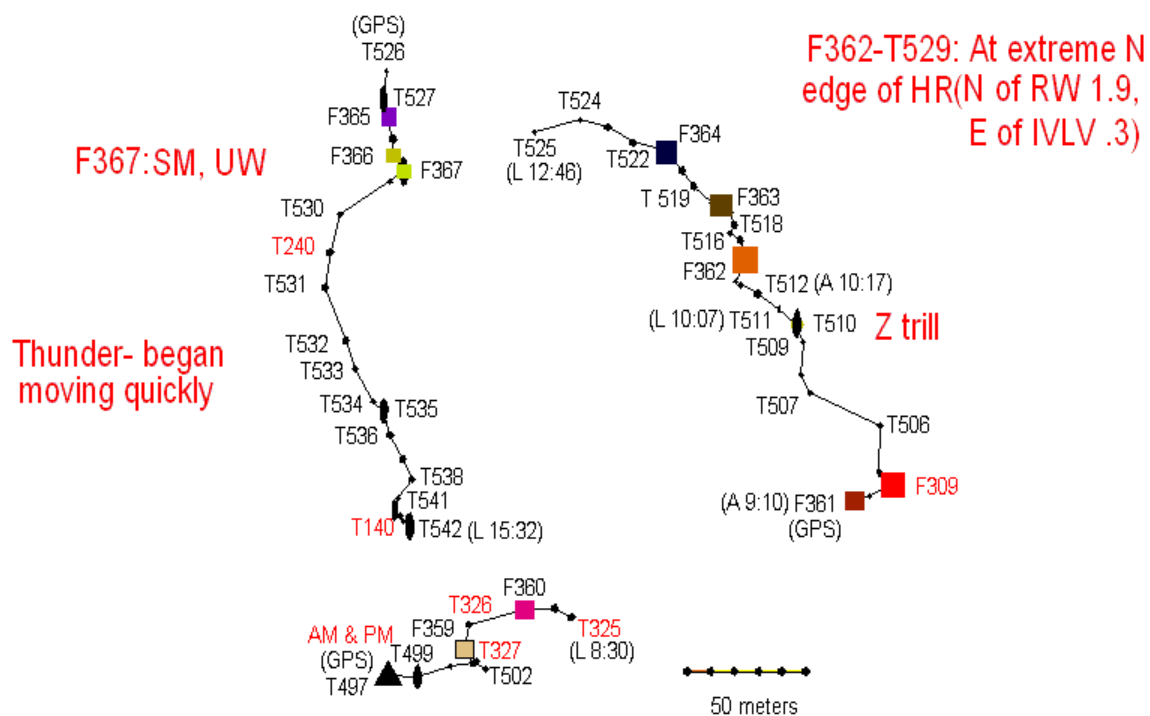 (GPS)
T526
T527
F365
F366
F367
F367:SM, UW
T530
T240
T531
T532
T533
Thunder- began
moving quickly
T534
T535
T536
T538
T541
T140
T542 (L 15:32)
F362-T529: At extreme N
edge of HR(N of RW 1.9,
E of IVLV .3)
T524
T525
(L 12:46)
T522
F364
T 519
F363
T518
T516
F362
T512 (A 10:17)
(L 10:07) T511
T510
Z trill
T509
T507
T506
F309
(A 9:10) F361
(GPS)
F360
T326
F359
T325
(L 8:30)
AM & PM
(GPS)
T497
T499
T327
T502
50 meters